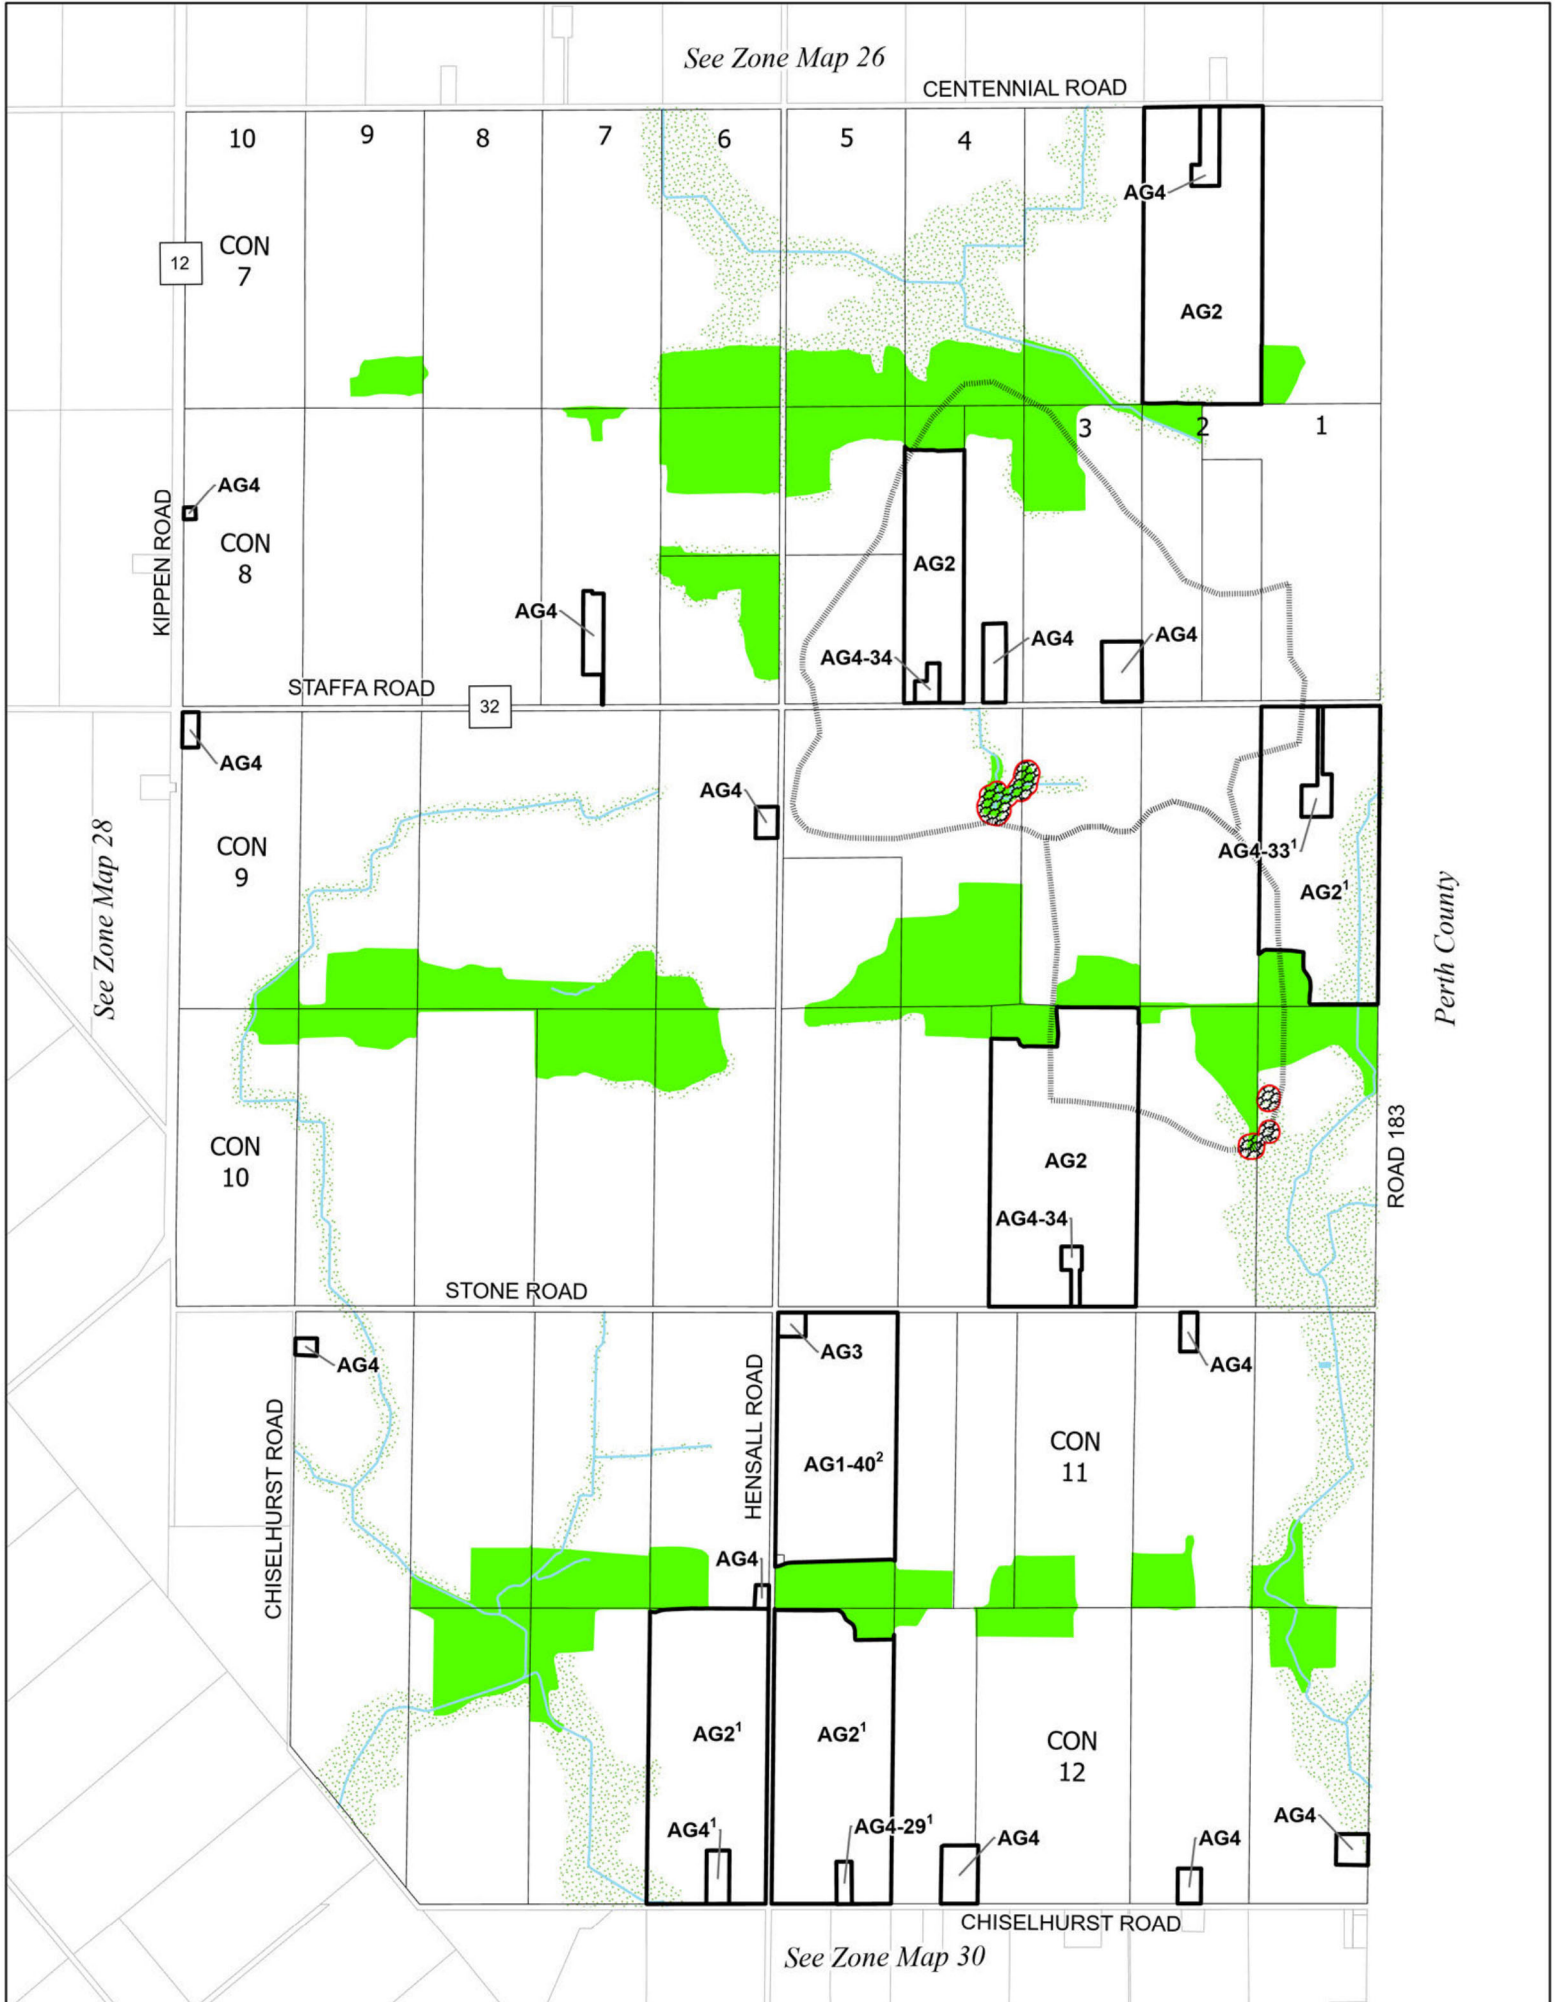 See Zone Map 26
CENTENNIAL ROAD
10
9
8
7
6
5
4
AG4
CON
7
12
AG2
3
2
1
AG4
KIPPEN ROAD
CON
8
AG2
AG4
AG4
AG4
AG4-34
STAFFA ROAD
32
AG4
AG4
See Zone Map 28
CON
9
AG4-33¹
AG2¹
Perth County
CON
10
AG2
ROAD 183
AG4-34
STONE ROAD
AG3
AG4
AG4
HENSALL ROAD
CHISELHURST ROAD
CON
11
AG1-40²
AG4
AG2¹
AG2¹
CON
12
AG4
AG4¹
AG4-29¹
AG4
AG4
CHISELHURST ROAD
See Zone Map 30